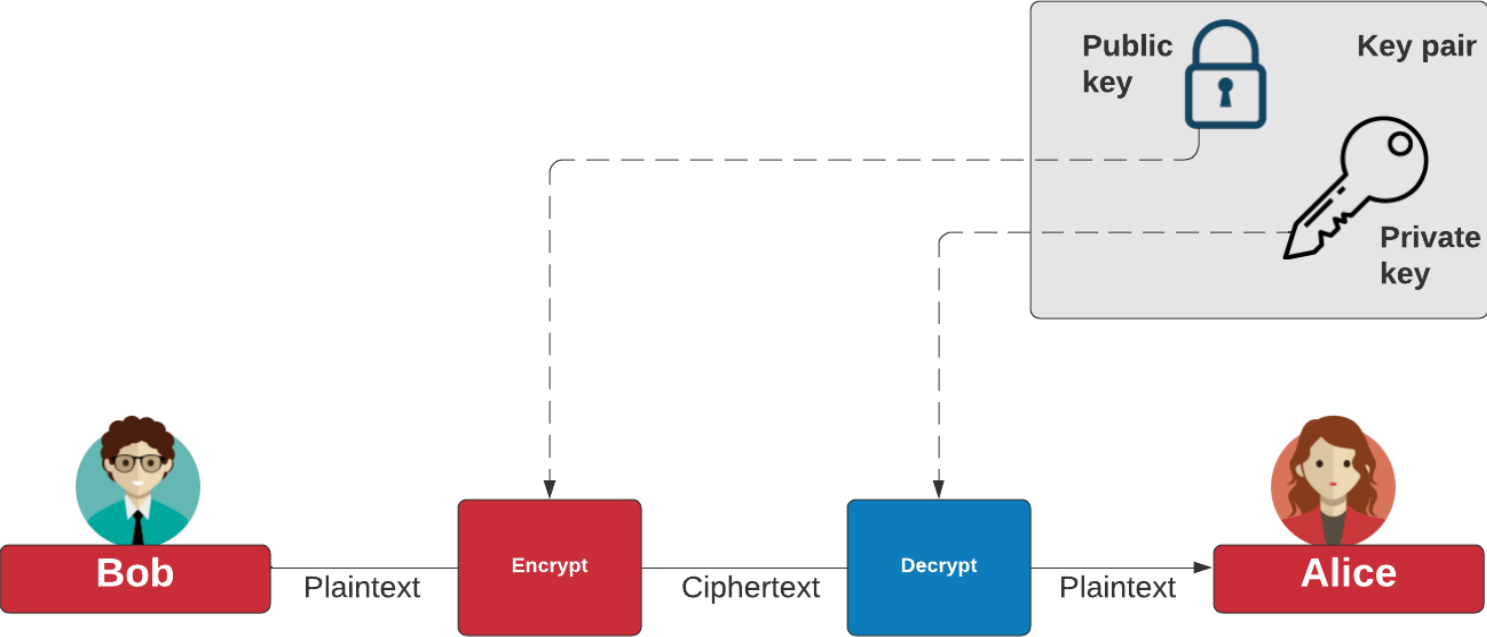 Public
key
Key pair
Private
key
Bob
Plaintext
Encrypt
Ciphertext
Decrypt
Plaintext
Alice